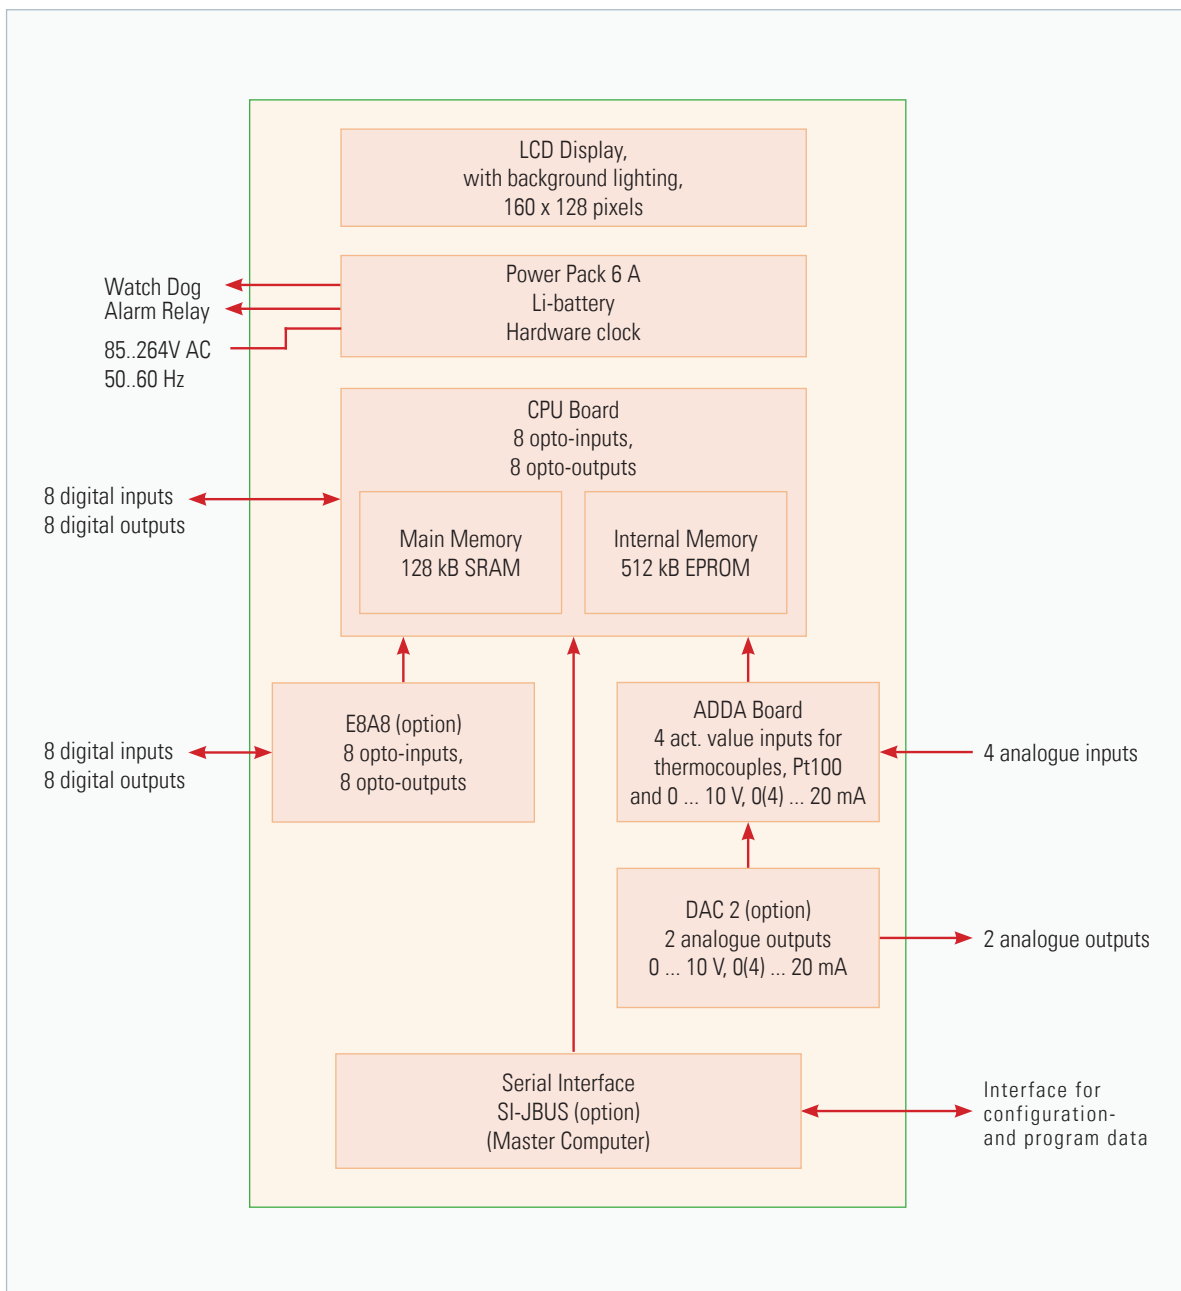 LCD Display,
with background lighting,
160 x 128 pixels
Watch Dog
Alarm Relay
85..264V AC
50..60 Hz
Power Pack 6 A
Li-battery
Hardware clock
CPU Board
8 opto-inputs,
8 opto-outputs
8 digital inputs
8 digital outputs
Main Memory
128 kB SRAM
Internal Memory
512 kB EPROM
8 digital inputs
8 digital outputs
E8A8 (option)
8 opto-inputs,
8 opto-outputs
ADDA Board
4 act. value inputs for
thermocouples, Pt100
and 0 ... 10 V, 0(4) ... 20 mA
4 analogue inputs
DAC 2 (option)
2 analogue outputs
0 ... 10 V, 0(4) ... 20 mA
2 analogue outputs
Serial Interface
SI-JBUS (option)
(Master Computer)
Interface for
configuration-
and program data